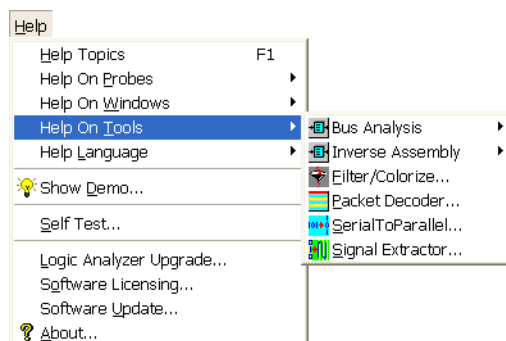 Help
Help Topics F1
Help On Probes
Help On Windows
Help On Tools
Help Language
Show Demo...
Self Test...
Logic Analyzer Upgrade...
Software Licensing...
Software Update...
About...
Bus Analysis
Inverse Assembly
Filter/Colorize...
Packet Decoder...
SerialToParallel...
Signal Extractor...